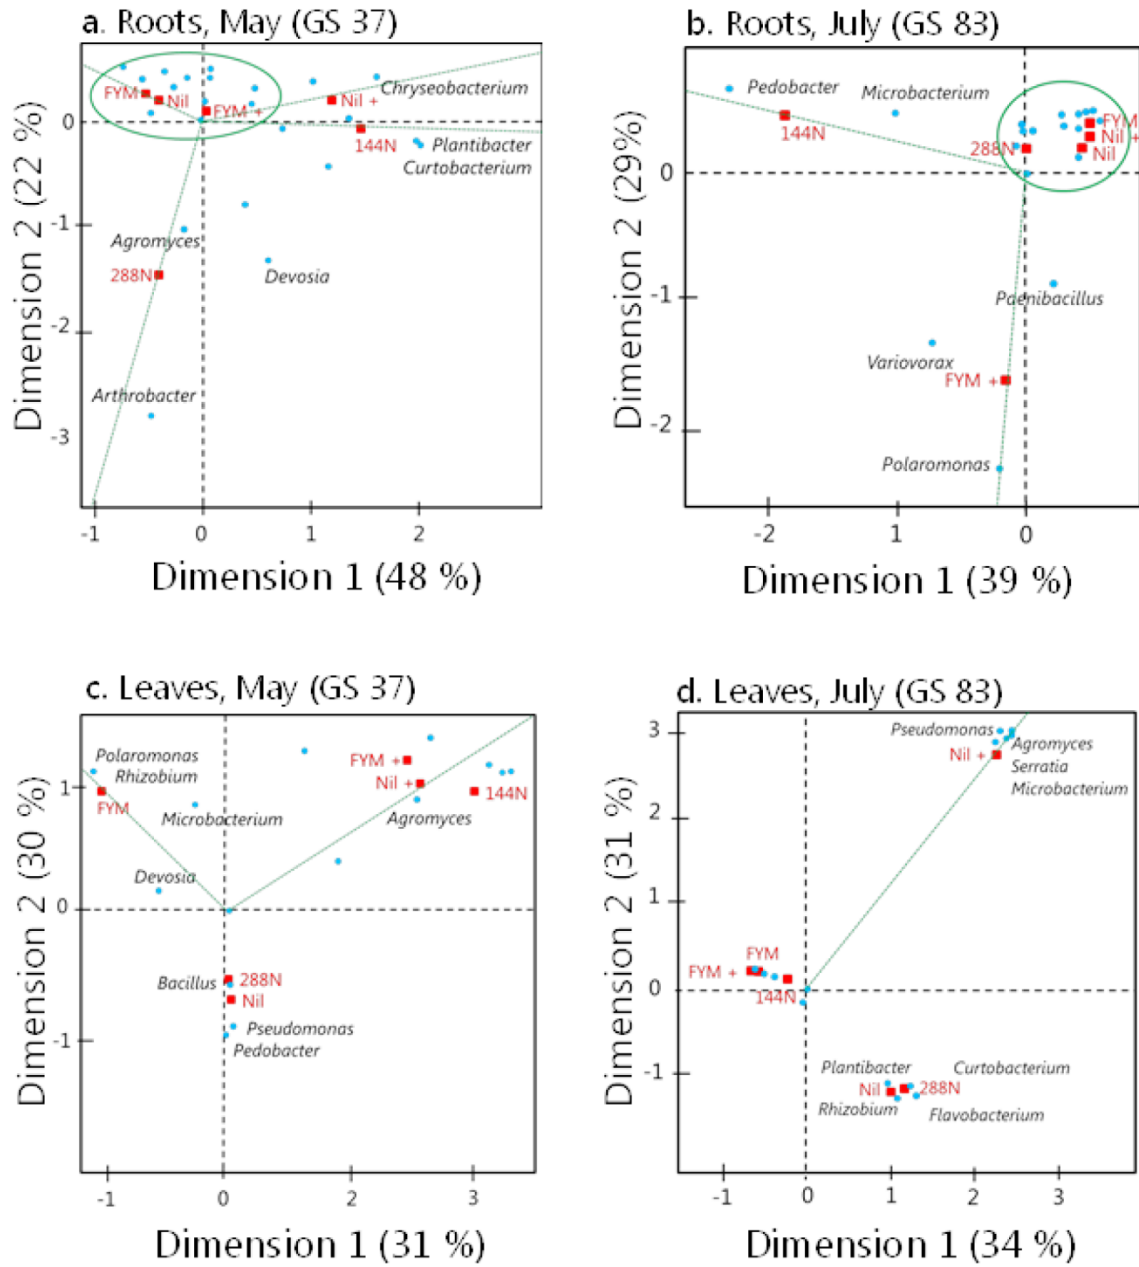 a. Roots, May (GS 37)
0
-1
-2
-3
-1
0
1
2
FYM
Nil
FYM +
Nil +
Chryseobacterium
144N
Plantibacter
Curtobacterium
Agromyces
288N
Devosia
Arthrobacter
Dimension 2 (22 %)
Dimension 1 (48 %)
b. Roots, July (GS 83)
0
-1
-2
-2
1
0
Pedobacter
144N
Microbacterium
288N
FYM
Nil +
Nil
Paenibacillus
Variovorax
FYM +
Polaromonas
Dimension 2 (29%)
Dimension 1 (39 %)
c. Leaves, May (GS 37)
1
0
-1
-1
0
2
3
Polaromonas
Rhizobium
FYM
Microbacterium
Devosia
FYM +
Nil +
144N
Agromyces
Bacillus
288N
Nil
Pseudomonas
Pedobacter
Dimension 2 (30 %)
Dimension 1 (31 %)
d. Leaves, July (GS 83)
3
2
1
0
-1
-1
0
1
2
3
Pseudomonas
Nil +
Agromyces
Serratia
Microbacterium
FYM
FYM +
144N
Plantibacter
Curtobacterium
Nil
288N
Rhizobium
Flavobacterium
Dimension 2 (31 %)
Dimension 1 (34 %)